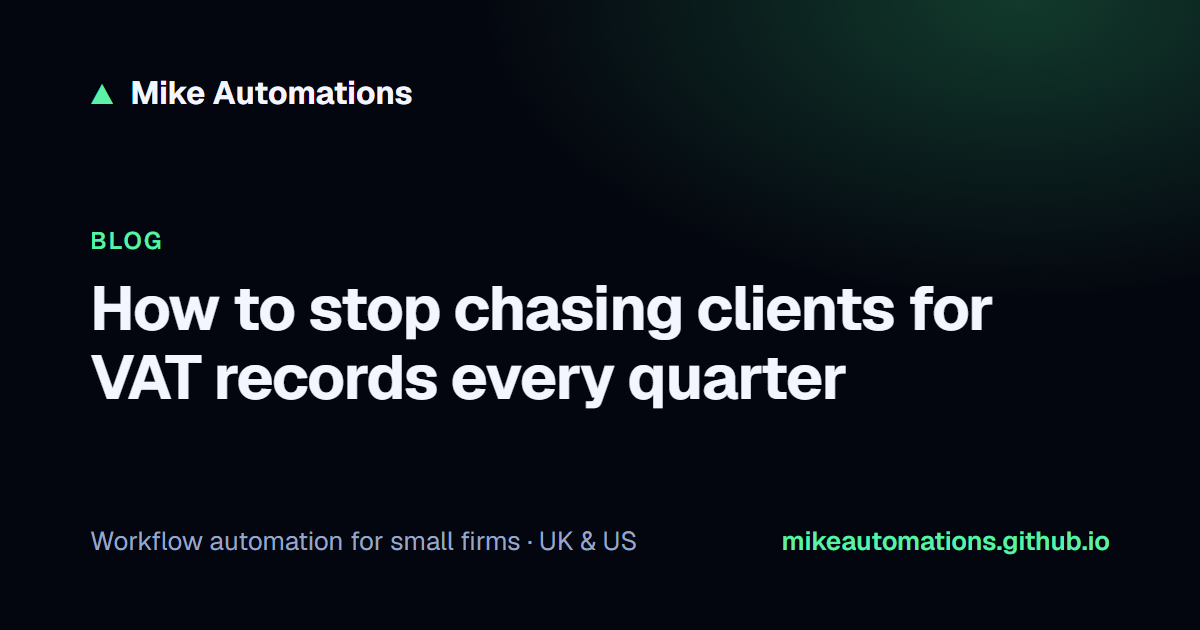 Mike Automations
BLOG
How to stop chasing clients for
VAT records every quarter
Workflow automation for small firms · UK & US
mikeautomations.github.io